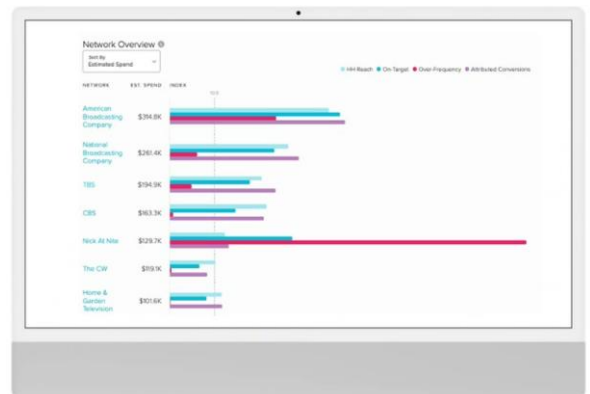 Network Overview
Sort By
Estimated Spend
HH Reach On-Target Over-Frequency Attributed Conversions
NETWORK EST. SPEND INDEX
100
American
Broadcasting
Company
$314.8K
National
Broadcasting
Company
$261.4K
TBS $194.9K
CBS $163.3K
Nick At Nite $129.7K
The CW $119.1K
Home &
Garden
Television
$101.6K